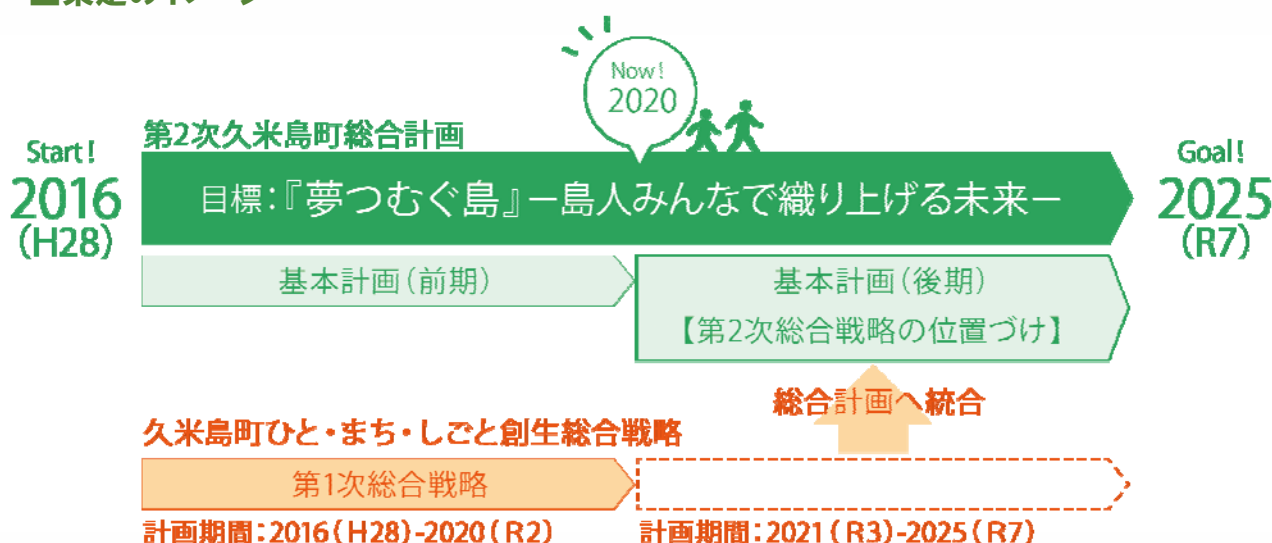 Now!
2020
第2次久米島町総合計画
Start!
2016
(H28)
目標:『夢つむぐ島』ー島人みんなで織り上げる未来ー
Goal!
2025
(R7)
基本計画(前期)
基本計画(後期)
【第2次総合戦略の位置づけ】
総合計画へ統合
久米島町ひと・まち・しごと創生総合戦略
第1次総合戦略
計画期間:2016(H28)-2020(R2)
計画期間:2021(R3)-2025(R7)